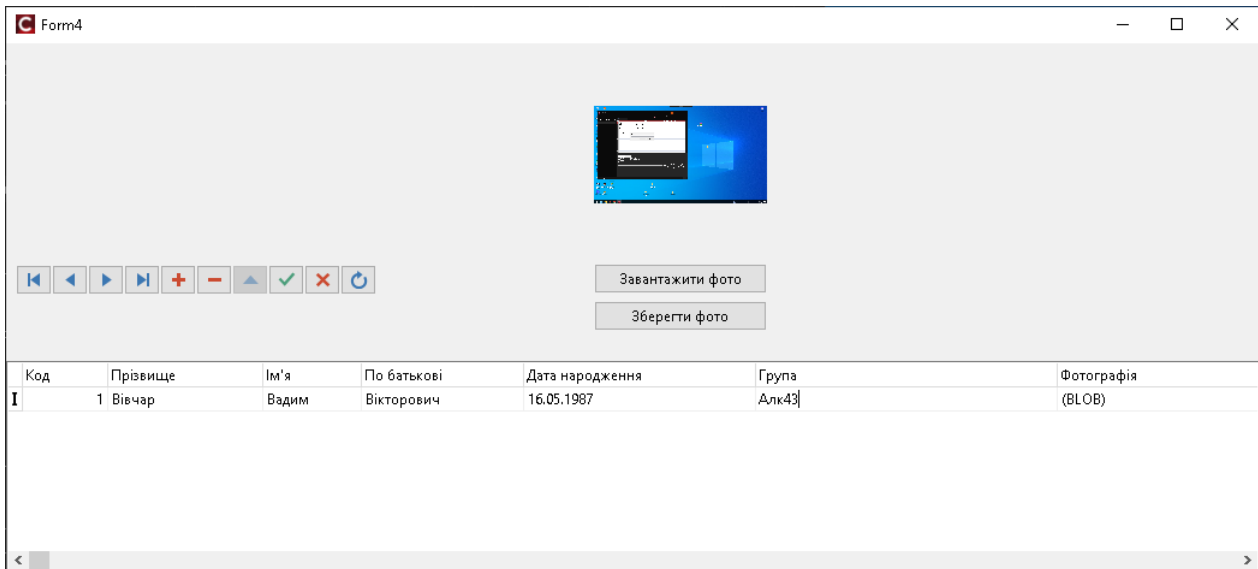 Form4
Завантажити фото
Зберегти фото
Код Прізвище Ім'я По батькові Дата народження Група Фотографія
1 Вівчар Вадим Вікторович 16.05.1987 Алк43 (BLOB)